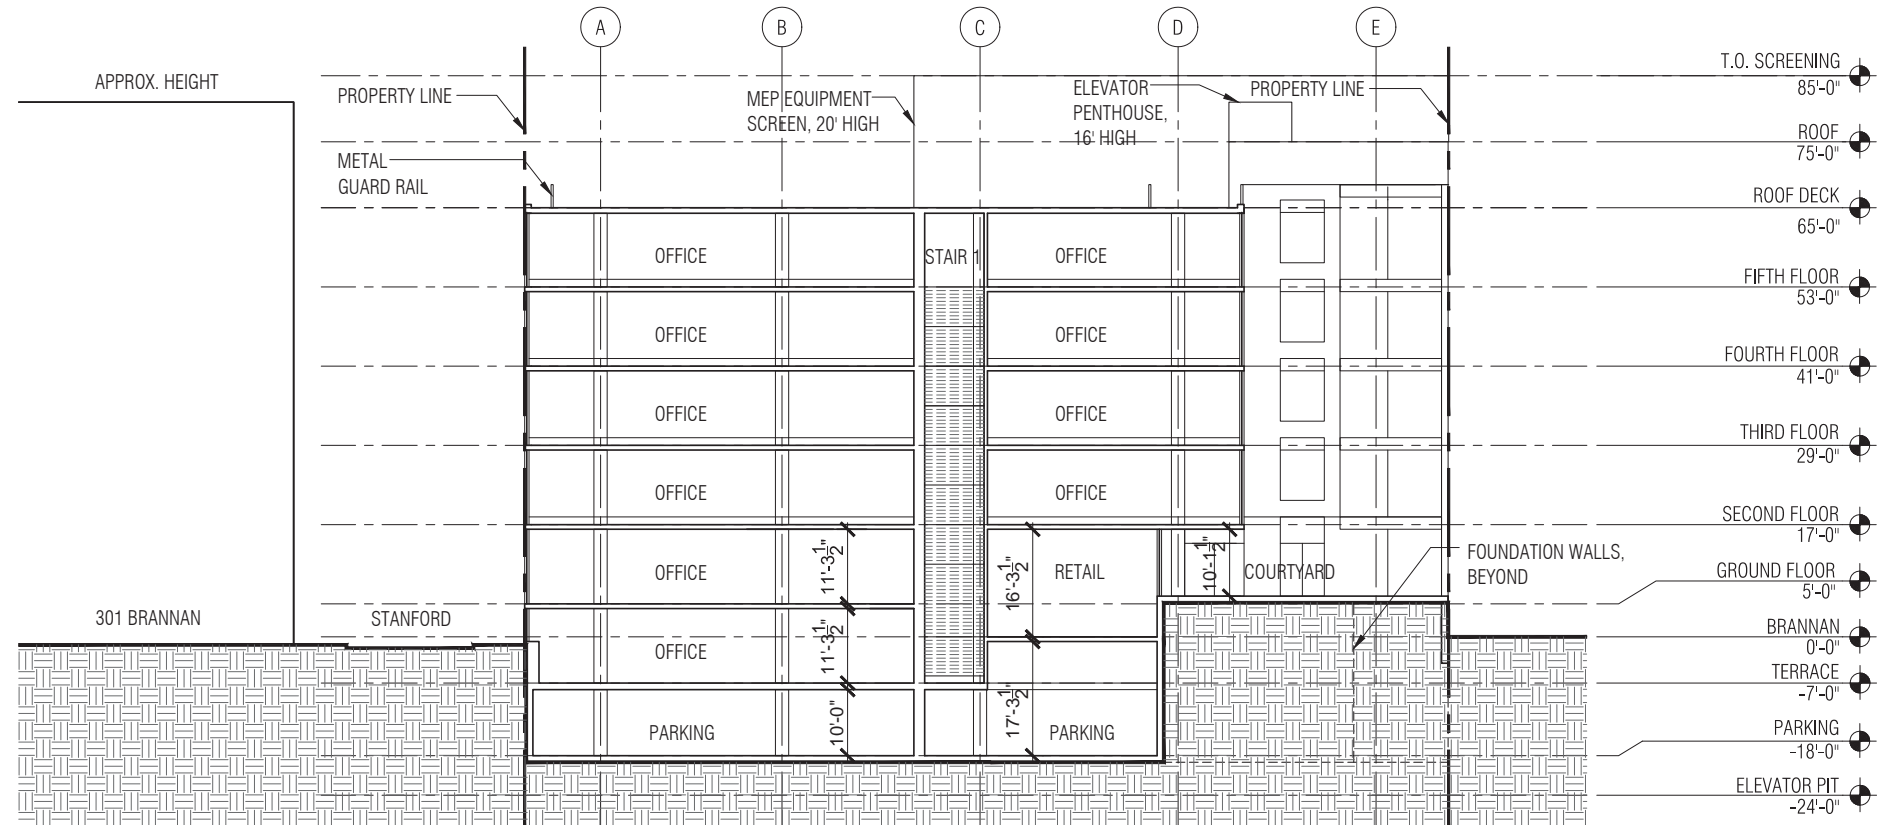 A
B
C
D
E
APPROX. HEIGHT
PROPERTY LINE
MEP EQUIPMENT
SCREEN, 20' HIGH
ELEVATOR
PENTHOUSE,
16' HIGH
PROPERTY LINE
METAL
GUARD RAIL
T.O. SCREENING
85'-0"
ROOF
75'-0"
ROOF DECK
65'-0"
FIFTH FLOOR
53'-0"
FOURTH FLOOR
41'-0"
THIRD FLOOR
29'-0"
SECOND FLOOR
17'-0"
GROUND FLOOR
5'-0"
BRANNAN
0'-0"
TERRACE
-7'-0"
PARKING
-18'-0"
ELEVATOR PIT
-24'-0"
OFFICE
STAIR 1
OFFICE
OFFICE
OFFICE
OFFICE
OFFICE
OFFICE
OFFICE
OFFICE
11'-3 1/2"
16'-3 1/2"
RETAIL
10'-1 1/2"
COURTYARD
FOUNDATION WALLS,
BEYOND
301 BRANNAN
STANFORD
OFFICE
11'-3 1/2"
PARKING
10'-0"
17'-3 1/2"
PARKING